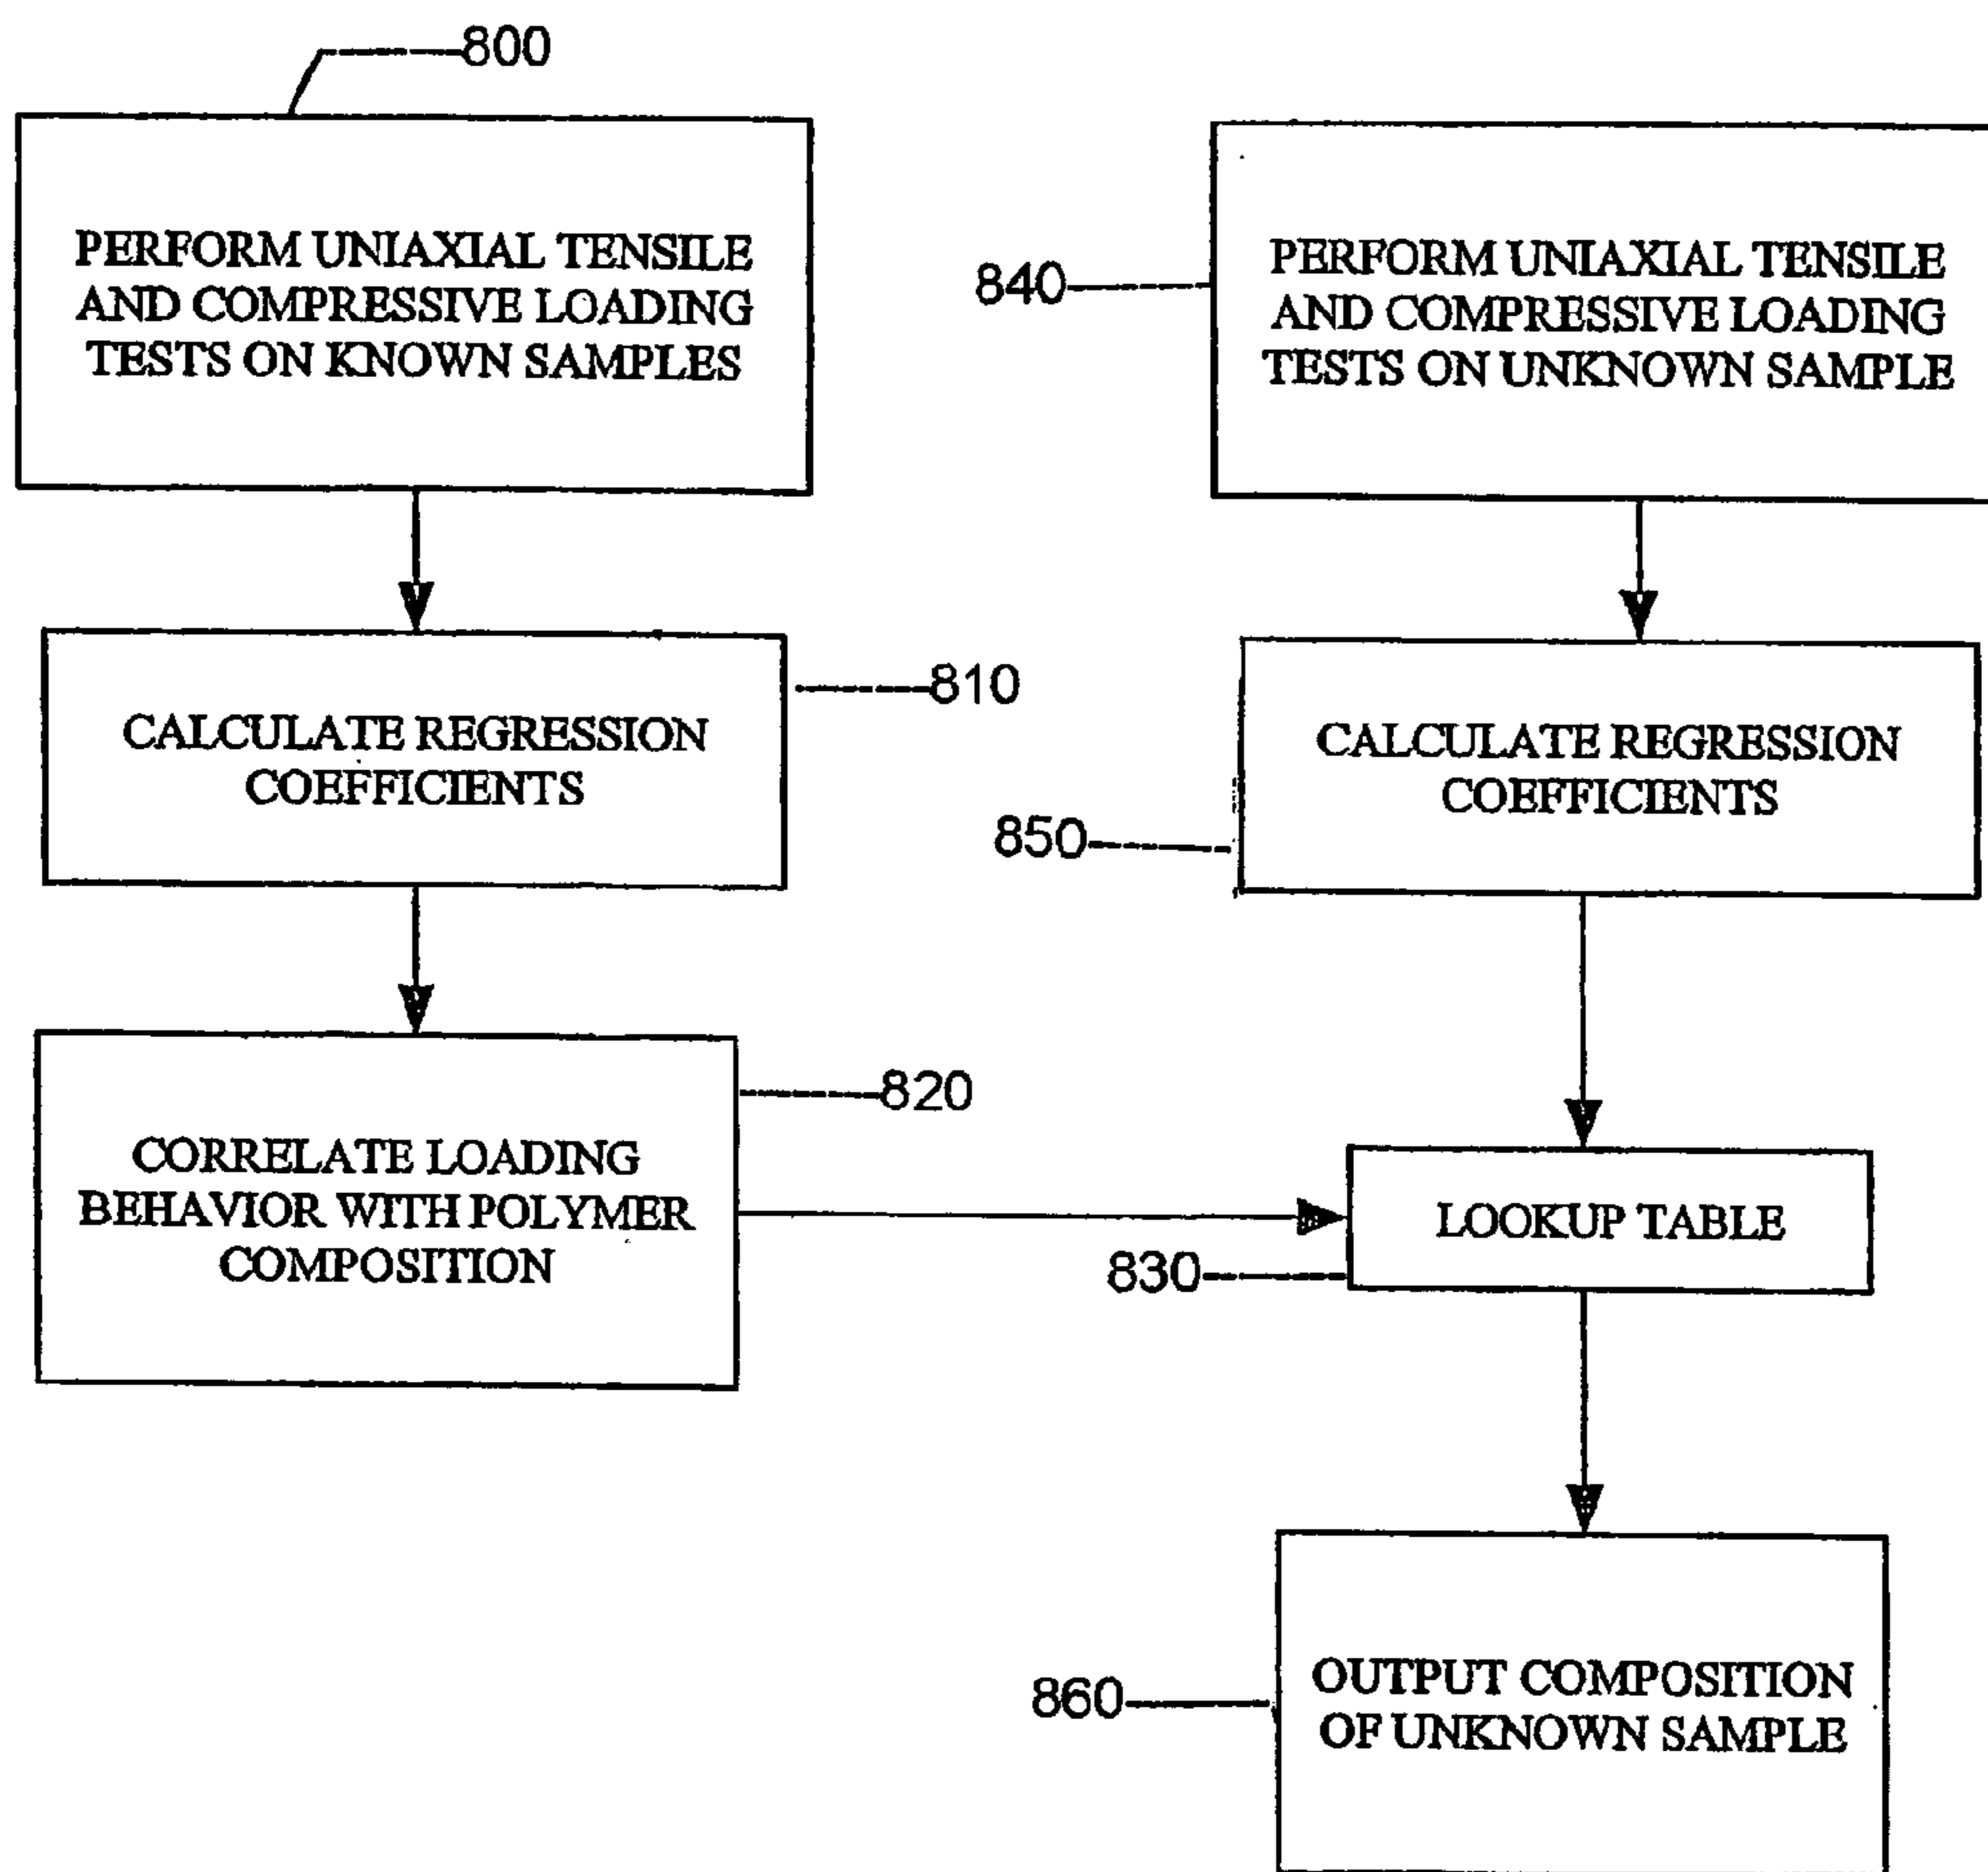 800
PERFORM UNIAXIAL TENSILE
AND COMPRESSIVE LOADING
TESTS ON KNOWN SAMPLES
810
CALCULATE REGRESSION
COEFFICIENTS
820
CORRELATE LOADING
BEHAVIOR WITH POLYMER
COMPOSITION
840
PERFORM UNIAXIAL TENSILE
AND COMPRESSIVE LOADING
TESTS ON UNKNOWN SAMPLE
CALCULATE REGRESSION
COEFFICIENTS
850
LOOKUP TABLE
830
860
OUTPUT COMPOSITION
OF UNKNOWN SAMPLE